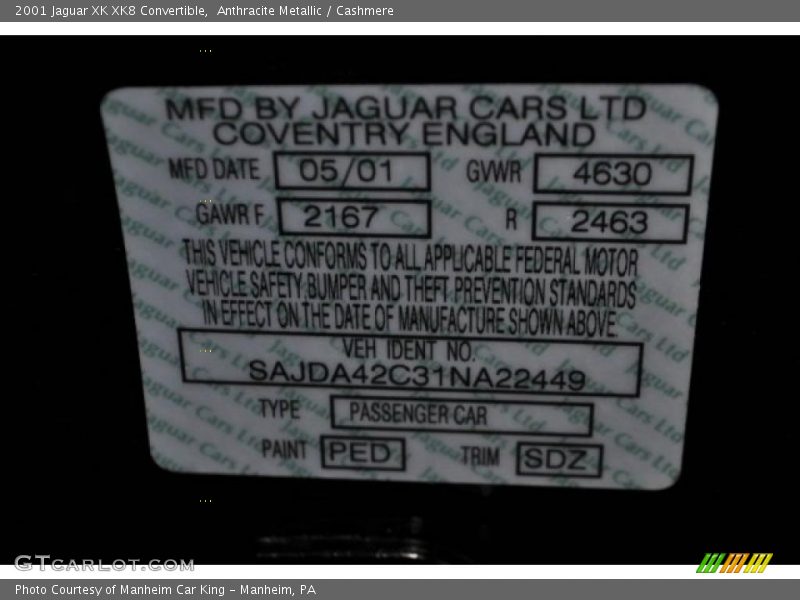 2001 Jaguar XK XK8 Convertible, Anthracite Metallic / Cashmere
MFD BY JAGUAR CARS LTD
COVENTRY ENGLAND
MFD DATE 05/01 GVWR 4630
GAWR F 2167 R 2463
THIS VEHICLE CONFORMS TO ALL APPLICABLE FEDERAL MOTOR
VEHICLE SAFETY BUMPER AND THEFT PREVENTION STANDARDS
IN EFFECT ON THE DATE OF MANUFACTURE SHOWN ABOVE.
VEH IDENT NO.
SAJDA42C31NA22449
TYPE PASSENGER CAR
PAINT PED TRIM SDZ
GTCARLOT.COM
Photo Courtesy of Manheim Car King - Manheim, PA